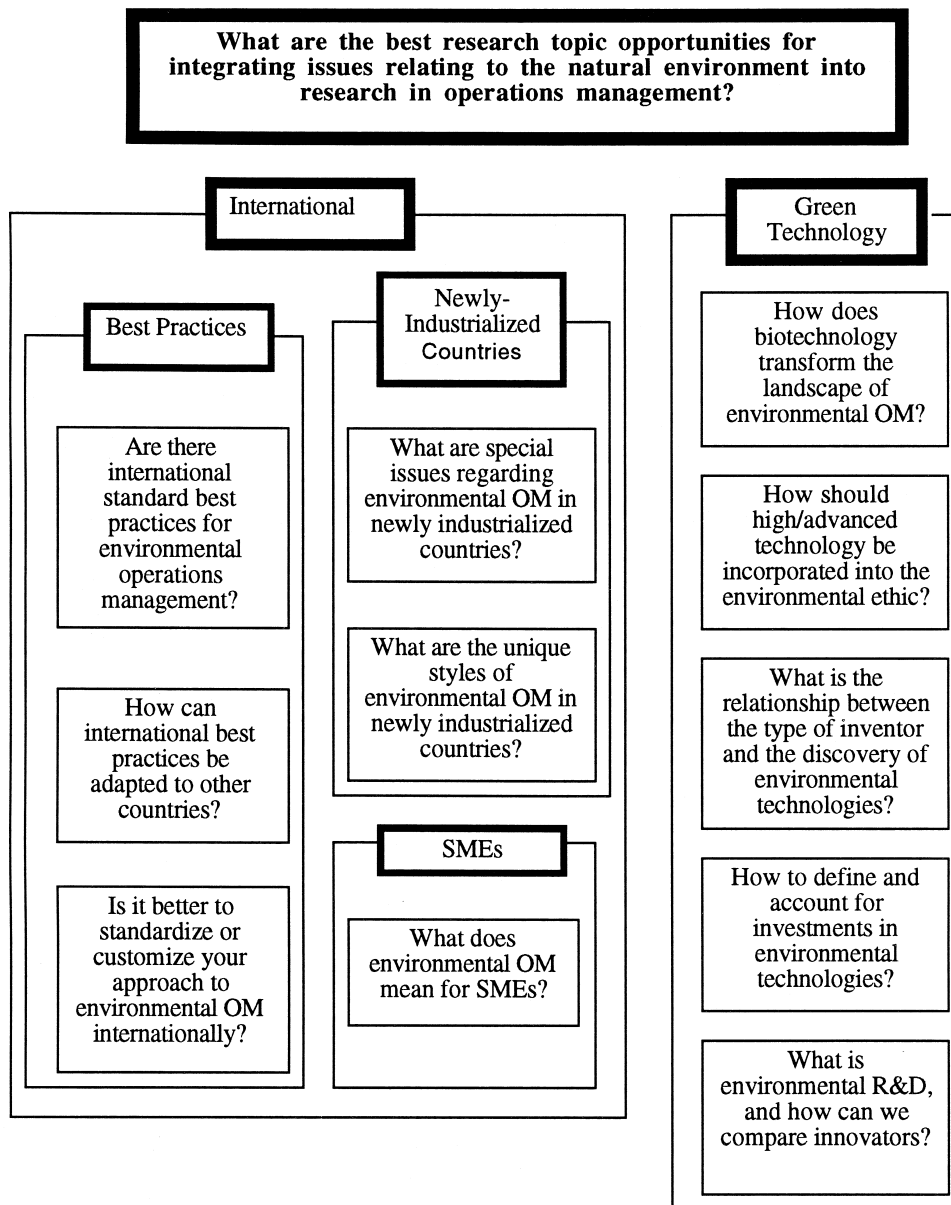 What are the best research topic opportunities for
integrating issues relating to the natural environment into
research in operations management?
International
Best Practices
Are there
international
standard best
practices for
environmental
operations
management?
How can
international best
practices be
adapted to other
countries?
Is it better to
standardize or
customize your
approach to
environmental OM
internationally?
Newly-
Industrialized
Countries
What are special
issues regarding
environmental OM in
newly industrialized
countries?
What are the unique
styles of
environmental OM in
newly industrialized
countries?
SMEs
What does
environmental OM
mean for SMEs?
Green
Technology
How does
biotechnology
transform the
landscape of
environmental OM?
How should
high/advanced
technology be
incorporated into the
environmental ethic?
What is the
relationship between
the type of inventor
and the discovery of
environmental
technologies?
How to define and
account for
investments in
environmental
technologies?
What is
environmental R&D,
and how can we
compare innovators?